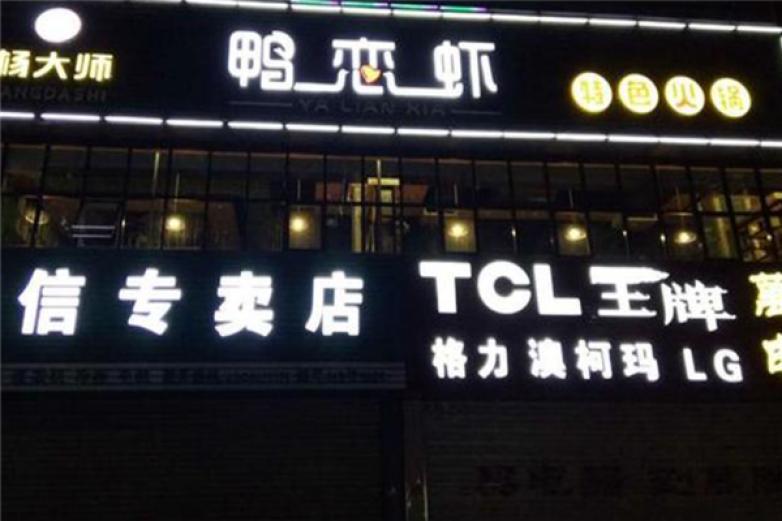 杨大师
ANGDASHI
鸭恋虾
YA LIAN XIA
特色火锅
信专卖店
TCL王牌
格力 澳柯玛 LG